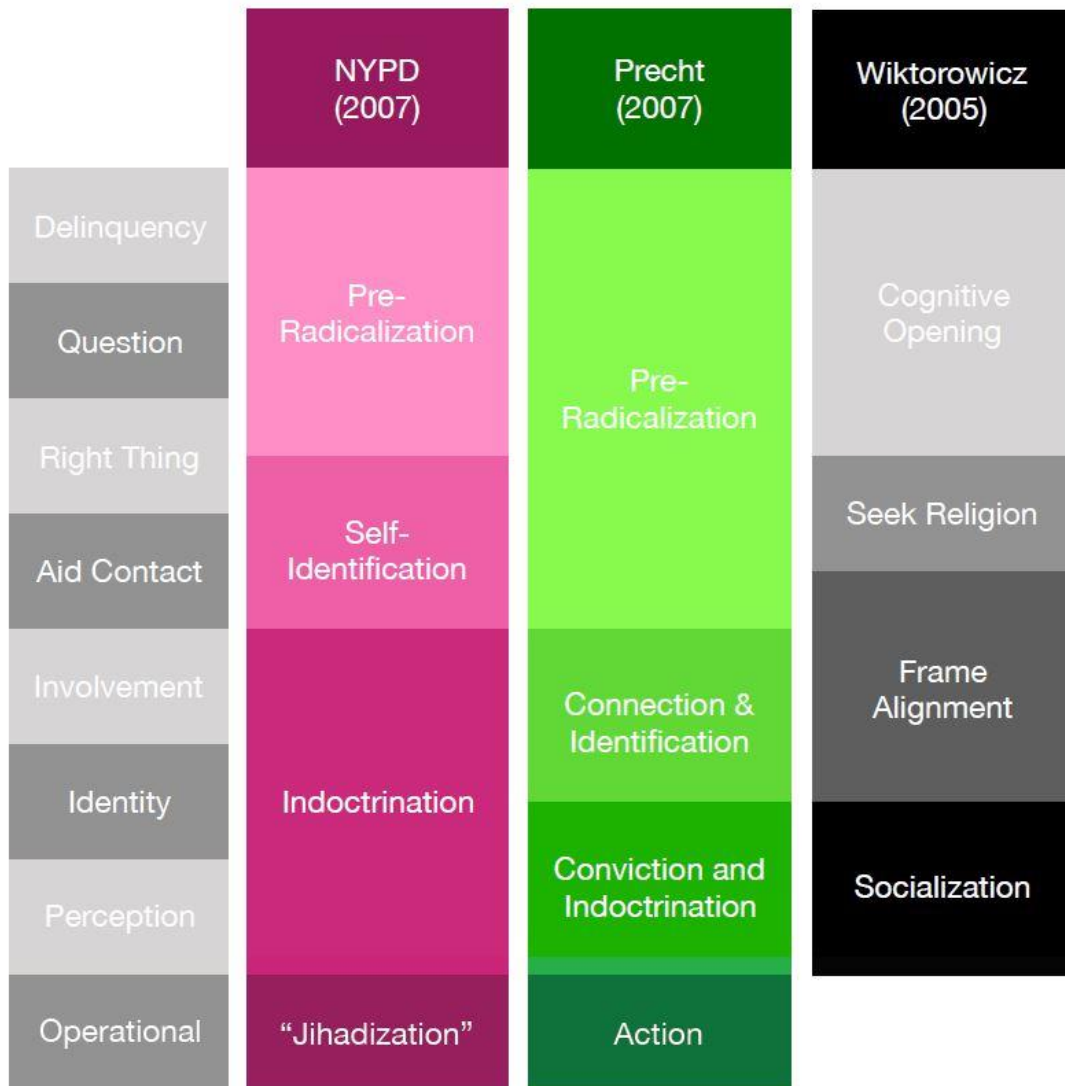 NYPD
(2007)
Precht
(2007)
Wiktorowicz
(2005)
Delinquency
Question
Right Thing
Aid Contact
Involvement
Identity
Perception
Operational
Pre-
Radicalization
Self-
Identification
Indoctrination
“Jihadization”
Pre-
Radicalization
Connection &
Identification
Conviction and
Indoctrination
Action
Cognitive
Opening
Seek Religion
Frame
Alignment
Socialization